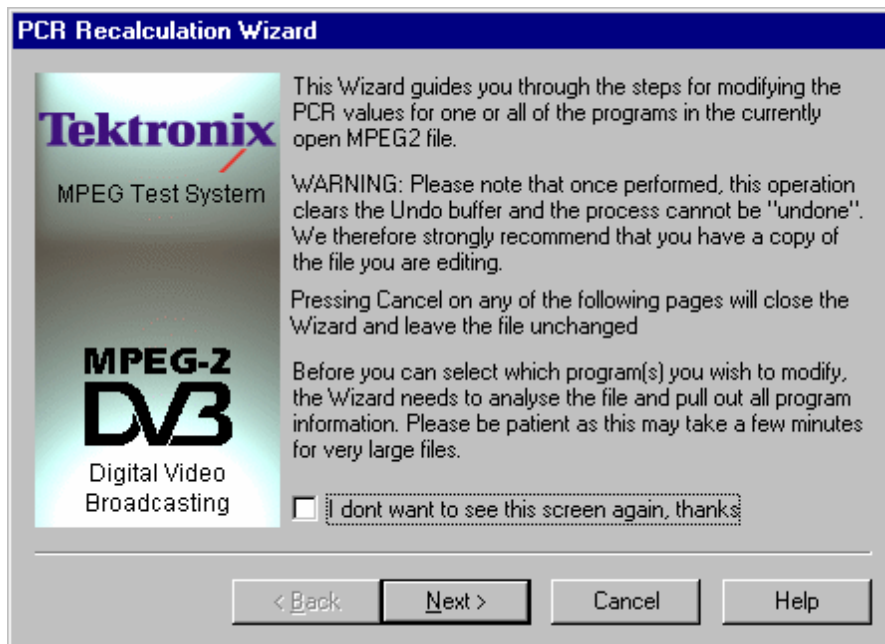 PCR Recalculation Wizard
Tektronix
MPEG Test System
MPEG-2
DVB
Digital Video
Broadcasting
This Wizard guides you through the steps for modifying the
PCR values for one or all of the programs in the currently
open MPEG2 file.
WARNING: Please note that once performed, this operation
clears the Undo buffer and the process cannot be "undone".
We therefore strongly recommend that you have a copy of
the file you are editing.
Pressing Cancel on any of the following pages will close the
Wizard and leave the file unchanged
Before you can select which program(s) you wish to modify,
the Wizard needs to analyse the file and pull out all program
information. Please be patient as this may take a few minutes
for very large files.
I dont want to see this screen again, thanks
< Back
Next >
Cancel
Help